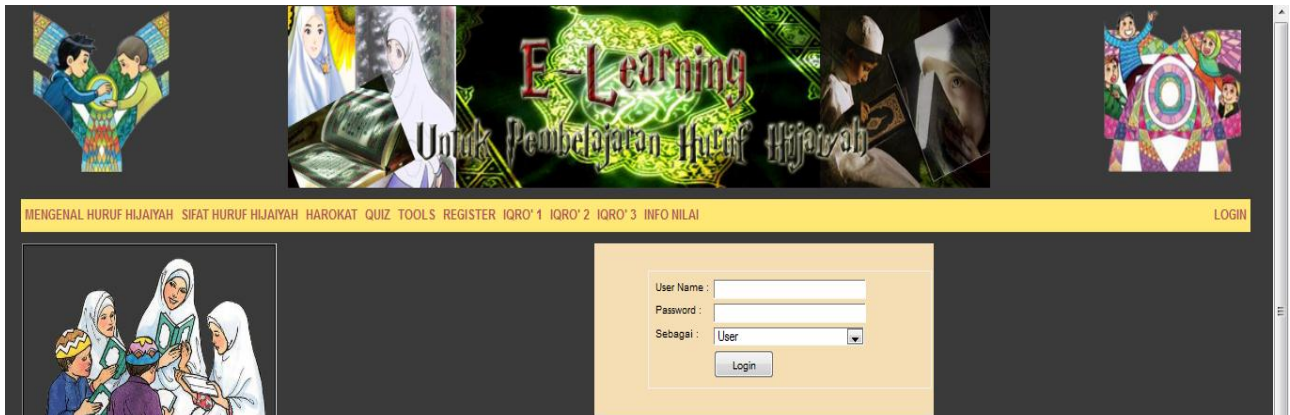 E-Learning
Untuk Pembelajaran Huruf Hijaiyah
MENGENAL HURUF HIJAIYAH SIFAT HURUF HIJAIYAH HAROKAT QUIZ TOOLS REGISTER IQRO' 1 IQRO' 2 IQRO' 3 INFO NILAI LOGIN
User Name :
Password :
Sebagai : User
Login